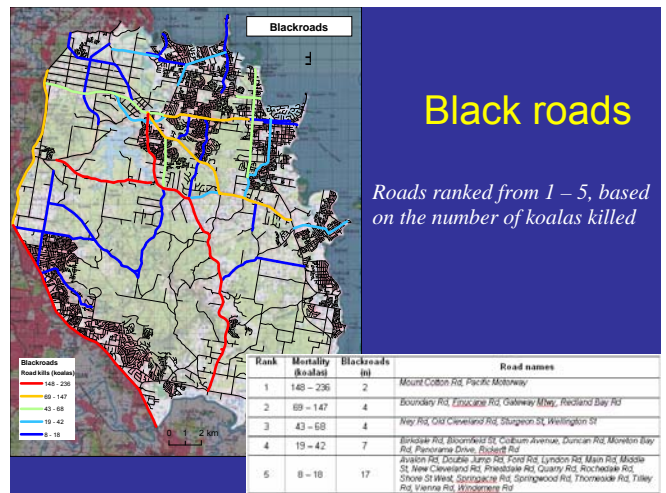 Blackroads
Black roads
Roads ranked from 1 – 5, based
on the number of koalas killed
Blackroads
Road kills (koalas)
148 - 236
69 - 147
43 - 68
19 - 42
8 - 18
0 1 2 km
Rank Mortality (koalas) Blackroads (n) Road names
1 148 – 236 2 Mount Cotton Rd, Pacific Motorway
2 69 – 147 4 Boundary Rd, Finucane Rd, Gateway Mtwy, Redland Bay Rd
3 43 – 68 4 Ney Rd, Old Cleveland Rd, Sturgeon St, Wellington St
4 19 – 42 7 Birkdale Rd, Bloomfield St, Colburn Avenue, Duncan Rd, Moreton Bay
Rd, Panorama Drive, Rickertt Rd
5 8 – 18 17 Avalon Rd, Double Jump Rd, Ford Rd, Lyndon Rd, Main Rd, Middle
St, New Cleveland Rd, Priestdale Rd, Quarry Rd, Rochedale Rd,
Shore St West, Springacre Rd, Springwood Rd, Thorneside Rd, Tilley
Rd, Vienna Rd, Windemere Rd